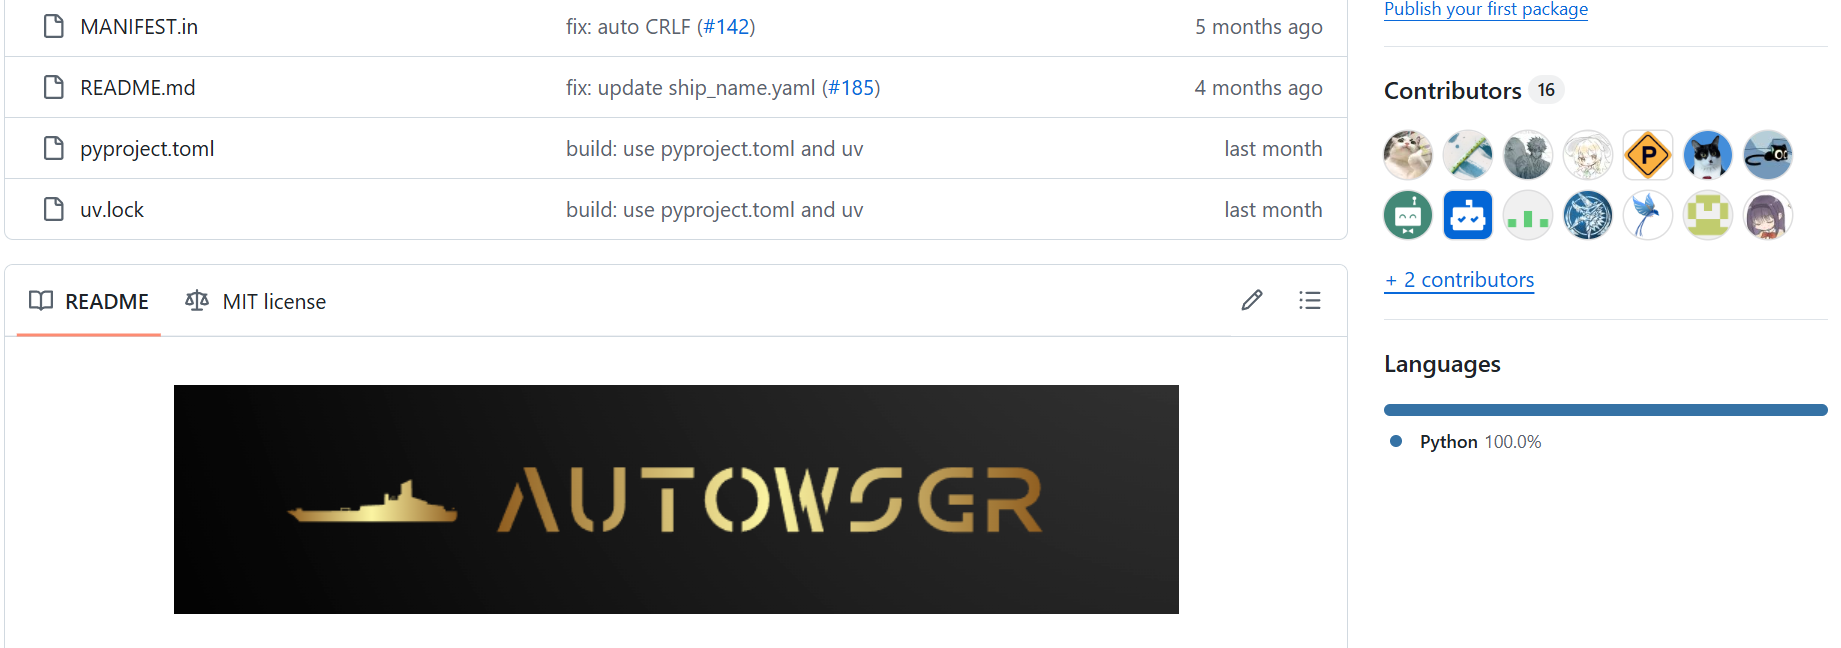 MANIFEST.in fix: auto CRLF (#142) 5 months ago
README.md fix: update ship_name.yaml (#185) 4 months ago
pyproject.toml build: use pyproject.toml and uv last month
uv.lock build: use pyproject.toml and uv last month
README MIT license
AUTOWSGR
Publish your first package
Contributors 16
P
+ 2 contributors
Languages
Python 100.0%